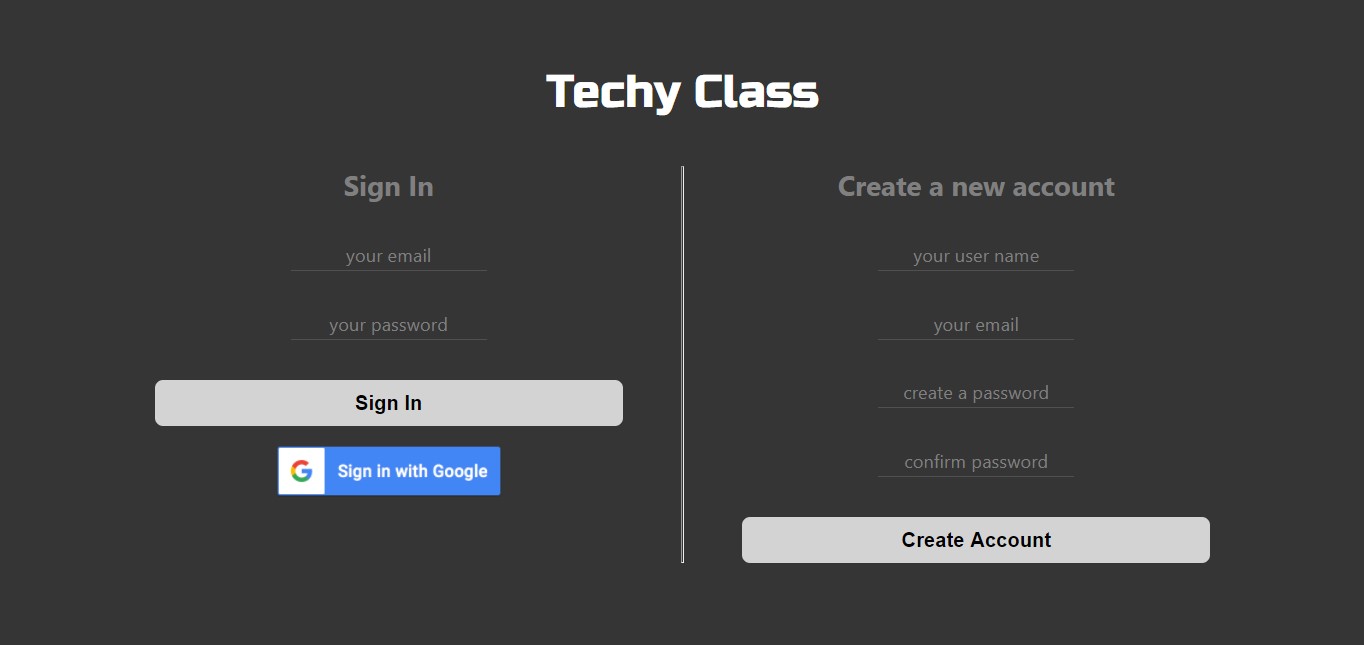 Techy Class
Sign In
your email
your password
Sign In
Sign in with Google
Create a new account
your user name
your email
create a password
confirm password
Create Account